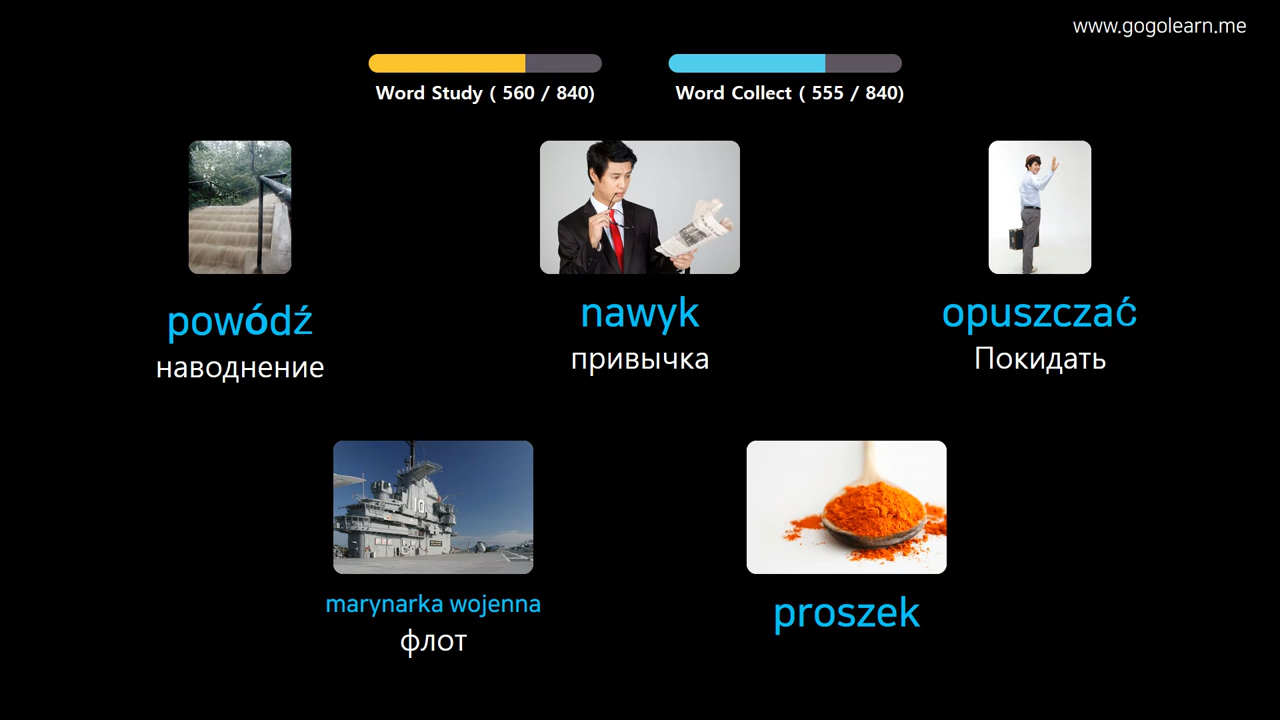 www.gogolearn.me
Word Study ( 560 / 840)
Word Collect ( 555 / 840)
powódź
наводнение
nawyk
привычка
opuszczać
Покидать
10
marynarka wojenna
флот
proszek